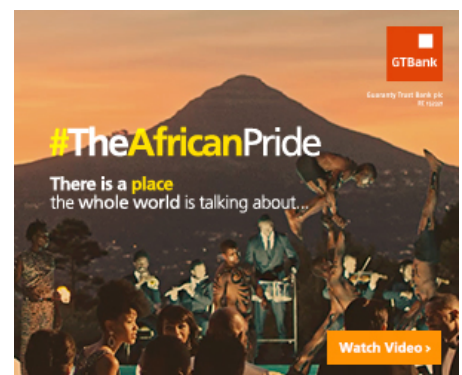 GTBank
Guaranty Trust Bank plc
#TheAfricanPride
There is a place
the whole world is talking about...
Watch Video ›